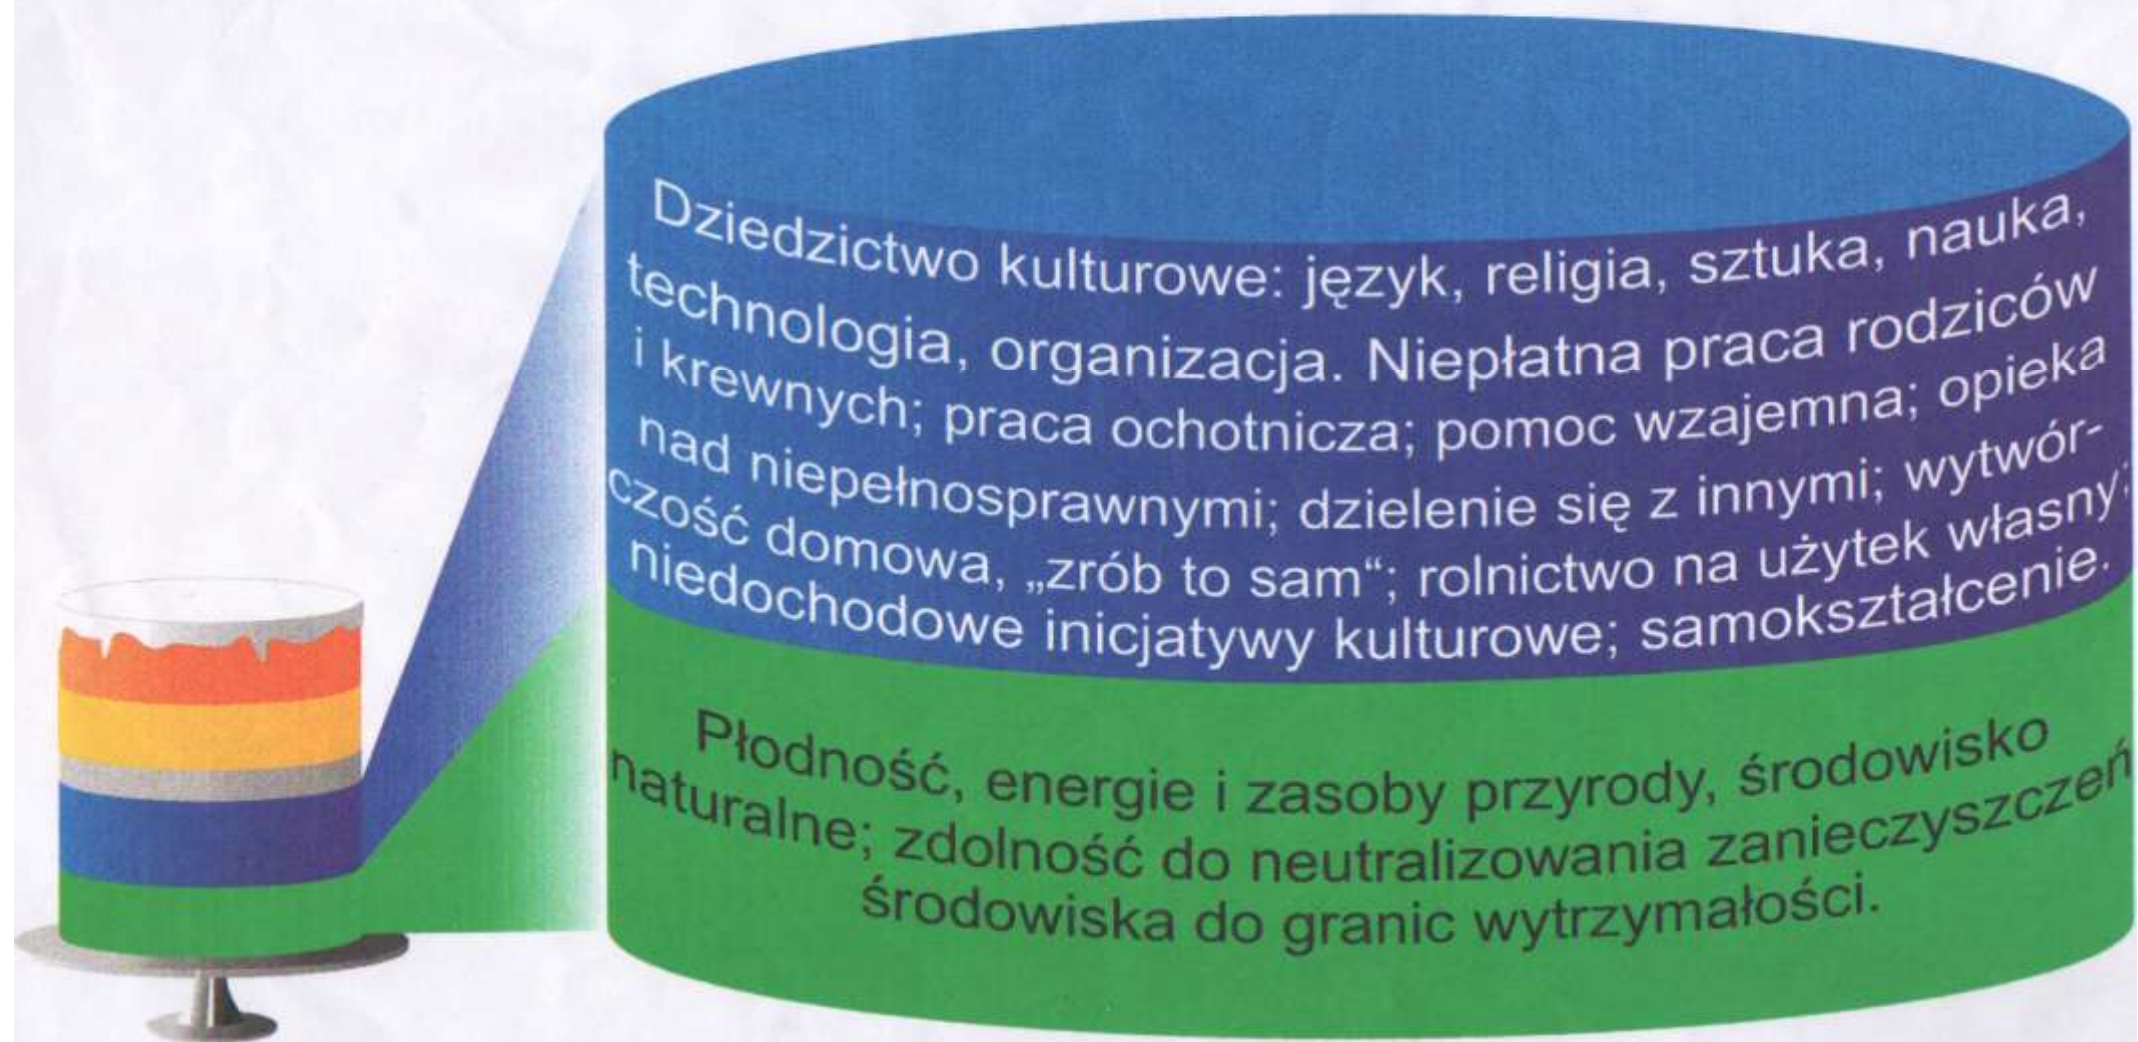 Dziedzictwo kulturowe: język, religia, sztuka, nauka,
technologia, organizacja. Niepłatna praca rodziców
i krewnych; praca ochotnicza; pomoc wzajemna; opieka
nad niepełnosprawnymi; dzielenie się z innymi; wytwór-
czość domowa, „zrób to sam“; rolnictwo na użytek własny;
niedochodowe inicjatywy kulturowe; samokształcenie.
Płodność, energie i zasoby przyrody, środowisko
naturalne; zdolność do neutralizowania zanieczyszczeń
środowiska do granic wytrzymałości.